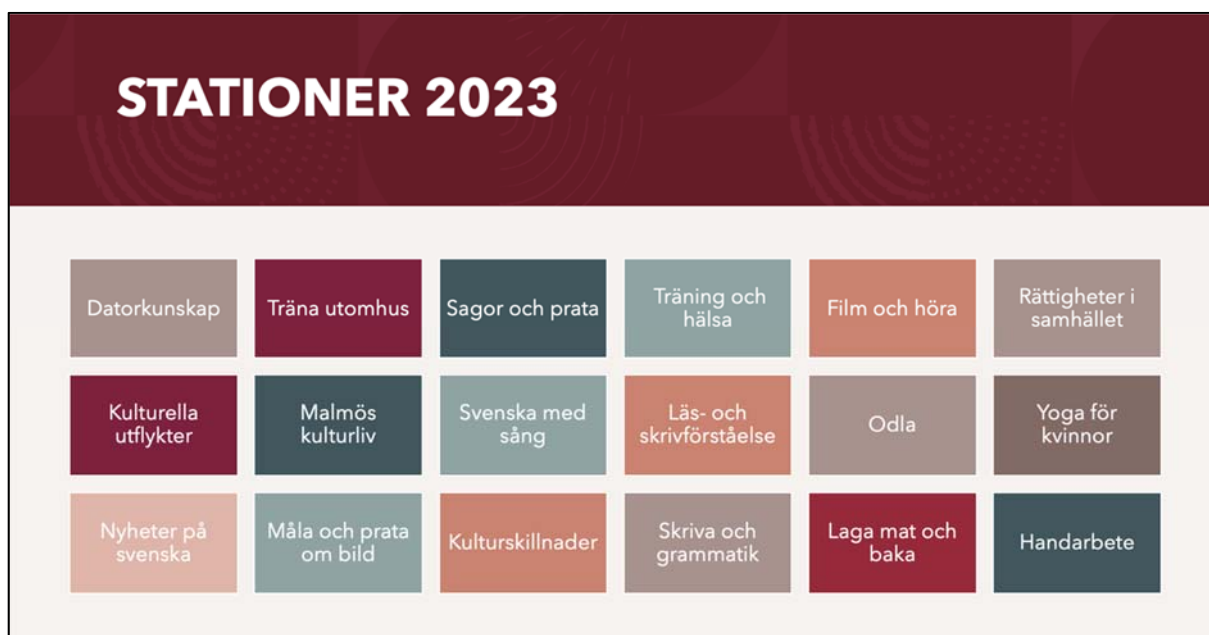 STATIONER 2023
Datorkunskap
Träna utomhus
Sagor och prata
Träning och
hälsa
Film och höra
Rättigheter i
samhället
Kulturella
utflykter
Malmös
kulturliv
Svenska med
sång
Läs- och
skrivförståelse
Odla
Yoga för
kvinnor
Nyheter på
svenska
Måla och prata
om bild
Kulturskillnader
Skriva och
grammatik
Laga mat och
baka
Handarbete